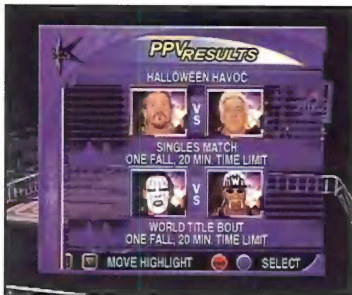 PPV RESULTS
HALLOWEEN HAVOC
VS
SINGLES MATCH
ONE FALL, 20 MIN. TIME LIMIT
VS
WORLD TITLE BOUT
ONE FALL, 20 MIN. TIME LIMIT
MOVE HIGHLIGHT SELECT